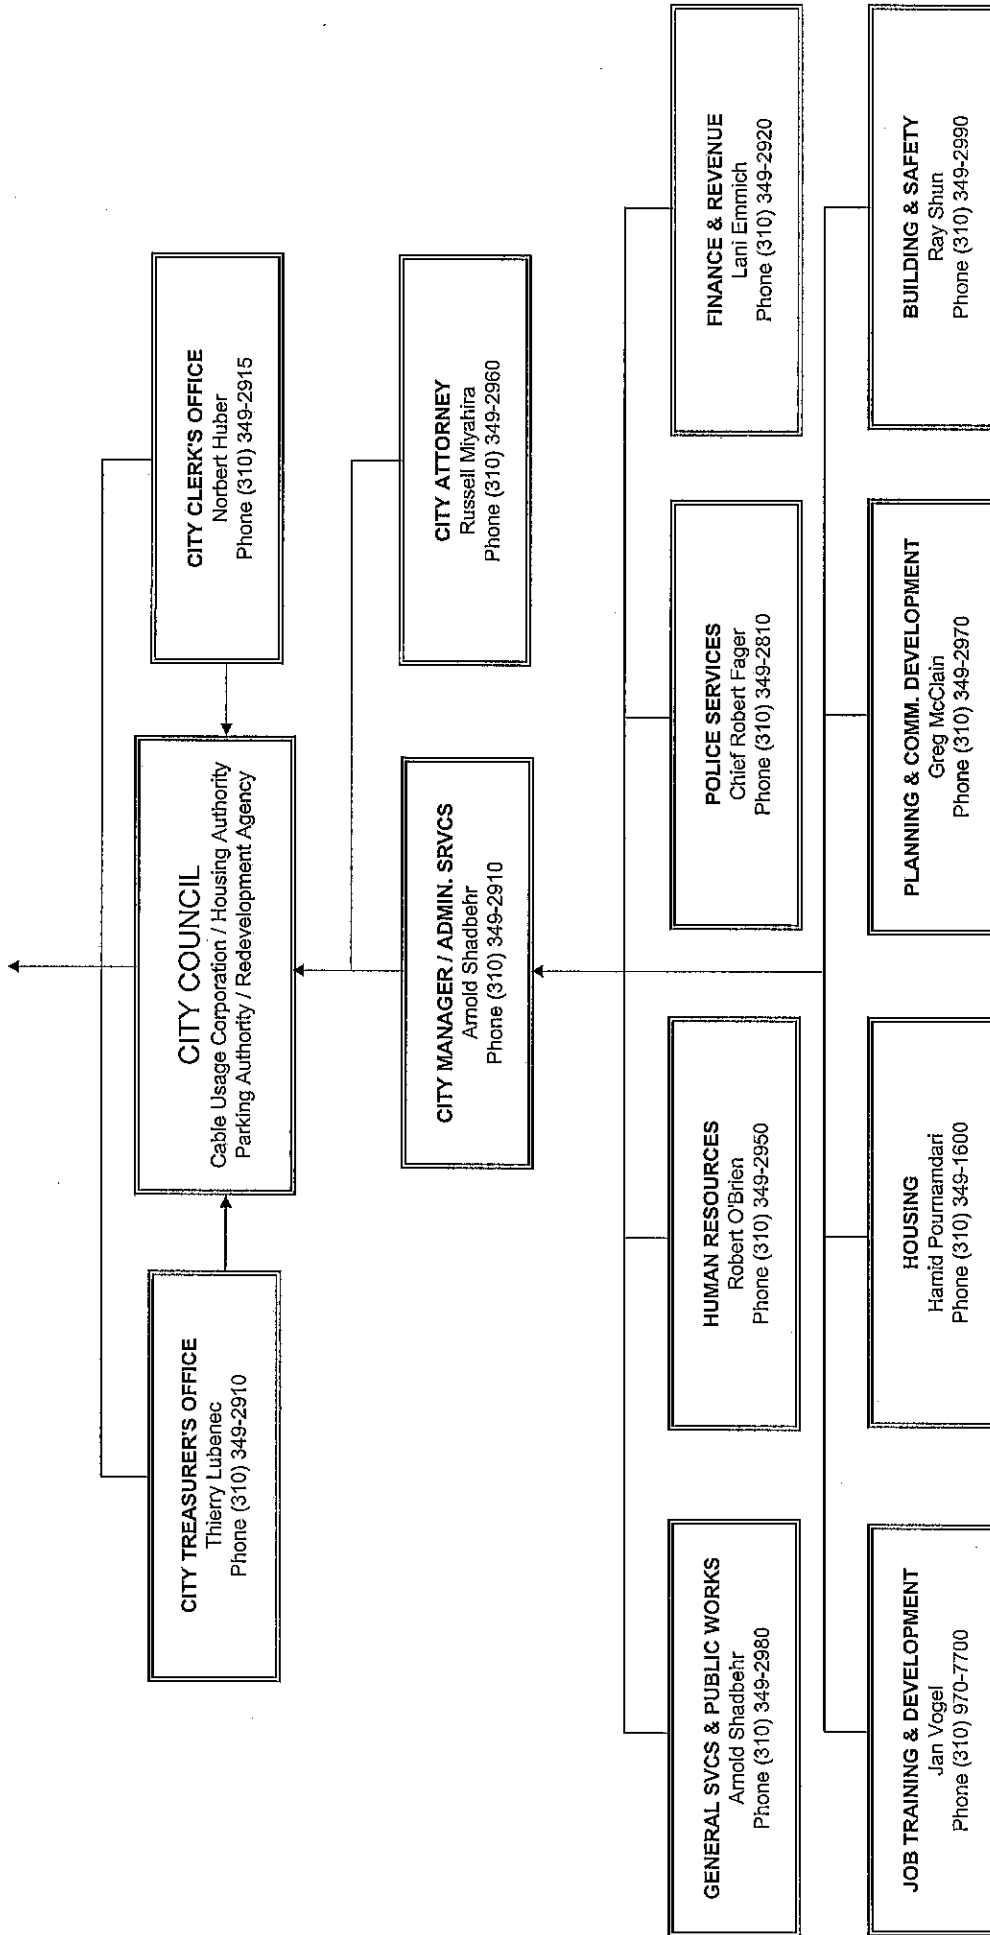 CITY COUNCIL
Cable Usage Corporation / Housing Authority
Parking Authority / Redevelopment Agency
CITY TREASURER'S OFFICE
Thierry Lubenec
Phone (310) 349-2910
CITY CLERK'S OFFICE
Norbert Huber
Phone (310) 349-2915
CITY MANAGER / ADMIN. SRVCS
Arnold Shadbehr
Phone (310) 349-2910
CITY ATTORNEY
Russell Miyahira
Phone (310) 349-2960
GENERAL SVCS & PUBLIC WORKS
Arnold Shadbehr
Phone (310) 349-2980
HUMAN RESOURCES
Robert O'Brien
Phone (310) 349-2950
POLICE SERVICES
Chief Robert Fager
Phone (310) 349-2810
FINANCE & REVENUE
Lani Emmich
Phone (310) 349-2920
JOB TRAINING & DEVELOPMENT
Jan Vogel
Phone (310) 970-7700
HOUSING
Hamid Pournamdari
Phone (310) 349-1600
PLANNING & COMM. DEVELOPMENT
Greg McClain
Phone (310) 349-2970
BUILDING & SAFETY
Ray Shun
Phone (310) 349-2990